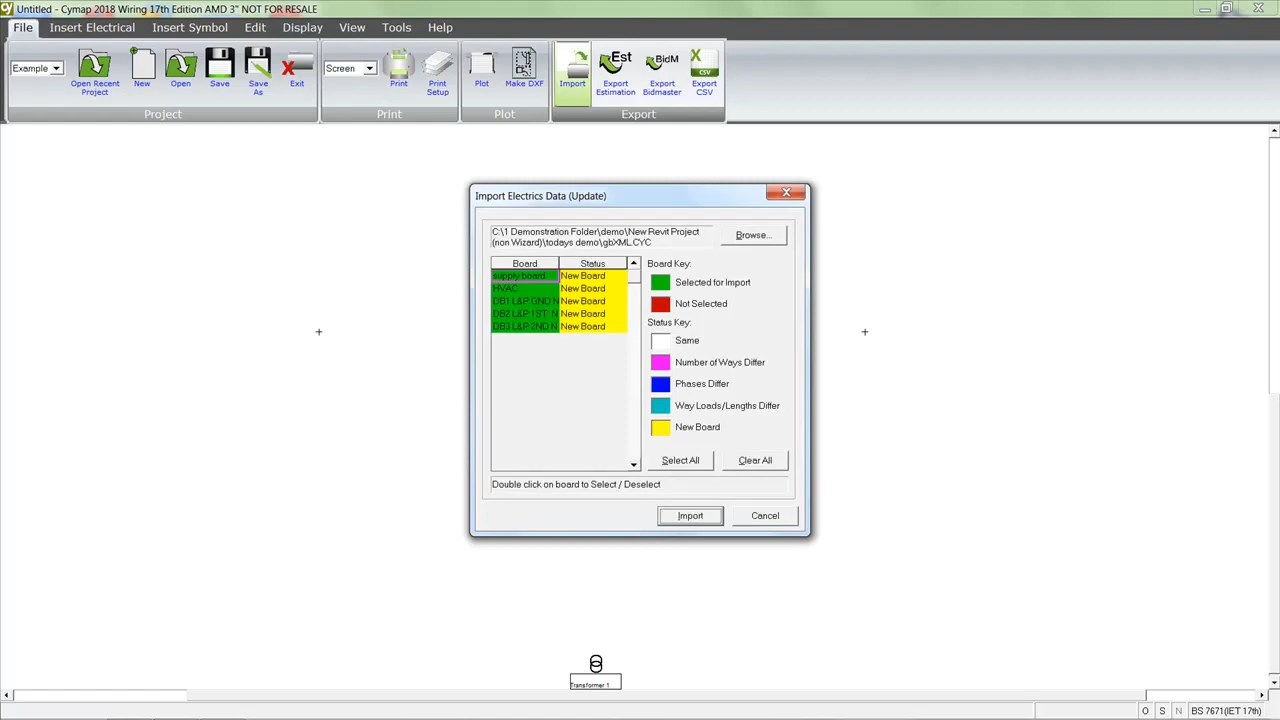 Untitled - Cymap 2018 Wiring 17th Edition AMD 3" NOT FOR RESALE
File Insert Electrical Insert Symbol Edit Display View Tools Help
Example
Open Recent Project
New
Open
Save
Save As
Exit
Project
Screen
Print
Print Setup
Print
Plot
Make DXF
Plot
Import
Est
Export Estimation
BidM
Export Bidmaster
CSV
Export CSV
Export
Import Electrics Data (Update)
C:\1 Demonstration Folder\demo\New Revit Project
(non Wizard)\todays demo\gbXML.CYC
Browse...
Board Status
supply board New Board
HVAC New Board
DB1 L&P GND N New Board
DB2 L&P 1ST N New Board
DB3 L&P 2ND N New Board
Board Key:
Selected for Import
Not Selected
Status Key:
Same
Number of Ways Differ
Phases Differ
Way Loads/Lengths Differ
New Board
Select All Clear All
Double click on board to Select / Deselect
Import Cancel
Transformer 1
O S N BS 7671(IET 17th)